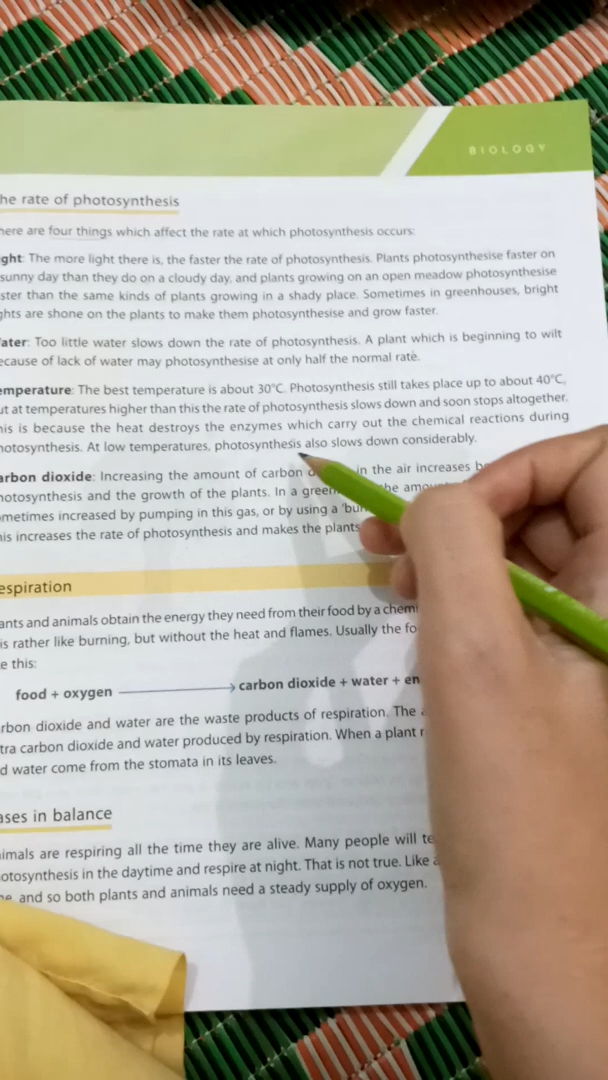 BIOLOGY
he rate of photosynthesis
here are four things which affect the rate at which photosynthesis occurs:
ght: The more light there is, the faster the rate of photosynthesis. Plants photosynthesise faster on
sunny day than they do on a cloudy day, and plants growing on an open meadow photosynthesise
ster than the same kinds of plants growing in a shady place. Sometimes in greenhouses, bright
ghts are shone on the plants to make them photosynthesise and grow faster.
ater: Too little water slows down the rate of photosynthesis. A plant which is beginning to wilt
ecause of lack of water may photosynthesise at only half the normal rate.
emperature: The best temperature is about 30°C. Photosynthesis still takes place up to about 40°C,
ut at temperatures higher than this the rate of photosynthesis slows down and soon stops altogether.
his is because the heat destroys the enzymes which carry out the chemical reactions during
hotosynthesis. At low temperatures, photosynthesis also slows down considerably.
arbon dioxide: Increasing the amount of carbon in the air increases
hotosynthesis and the growth of the plants. In a green be
ometimes increased by pumping in this gas, or by using a
his increases the rate of photosynthesis and makes the plants
espiration
ants and animals obtain the energy they need from their food by a chemi
is rather like burning, but without the heat and flames. Usually the fo
e this:
food + oxygen → carbon dioxide + water + en
rbon dioxide and water are the waste products of respiration. The
tra carbon dioxide and water produced by respiration. When a plant r
d water come from the stomata in its leaves.
ases in balance
imals are respiring all the time they are alive. Many people will te
otosynthesis in the daytime and respire at night. That is not true. Like a
and so both plants and animals need a steady supply of oxygen.